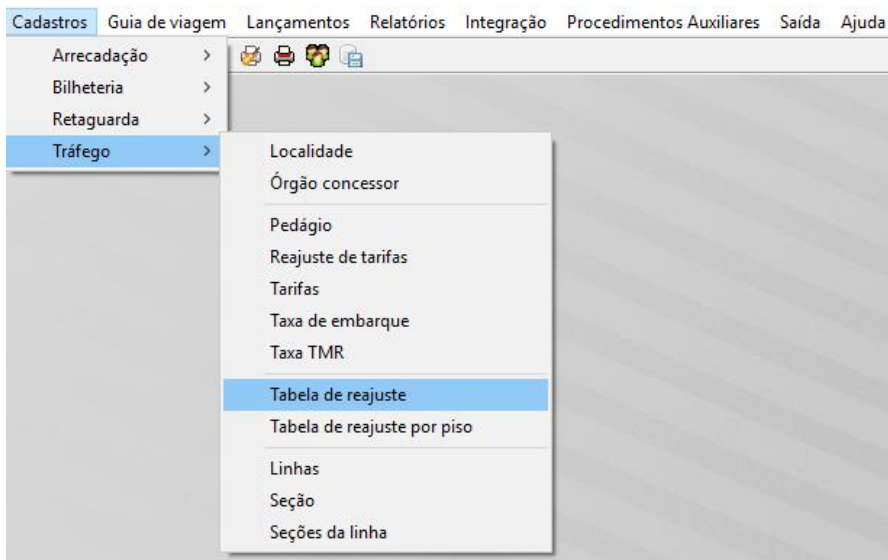 Cadastros Guia de viagem Lançamentos Relatórios Integração Procedimentos Auxiliares Saída Ajuda
Arrecadação
Bilheteria
Retaguarda
Tráfego
Localidade
Órgão concessor
Pedágio
Reajuste de tarifas
Tarifas
Taxa de embarque
Taxa TMR
Tabela de reajuste
Tabela de reajuste por piso
Linhas
Seção
Seções da linha